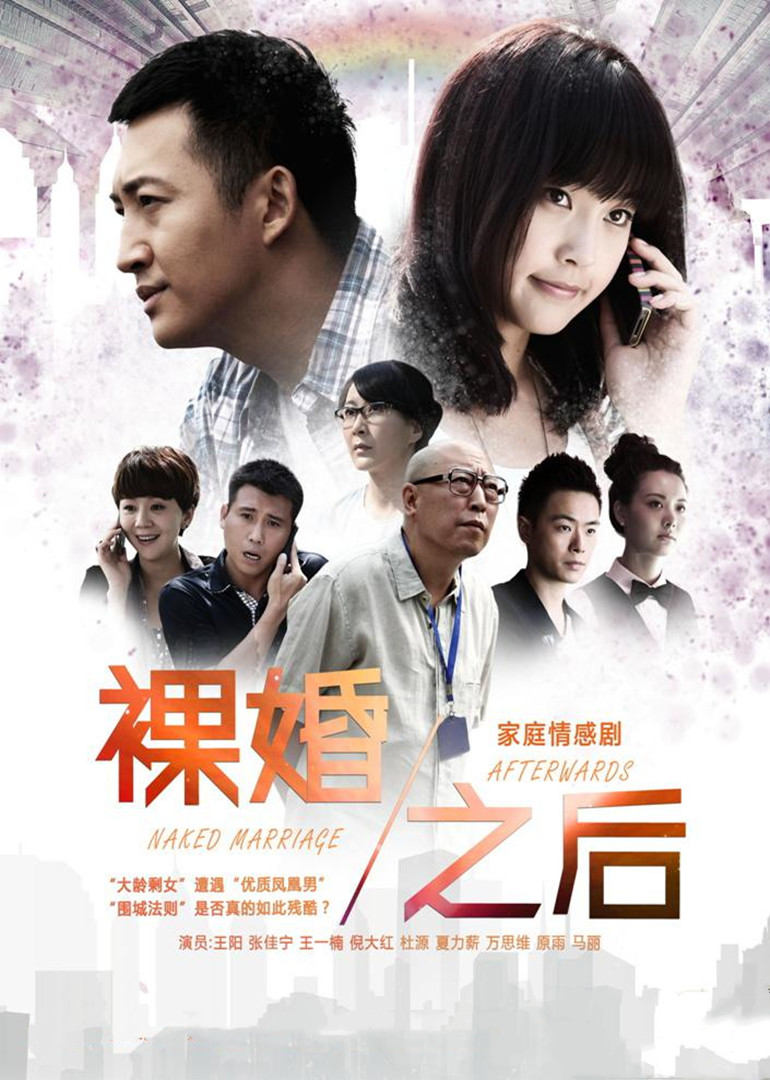 裸婚
家庭情感剧
AFTERWARDS
之后
NAKED MARRIAGE
“大龄剩女”遭遇“优质凤凰男”
“围城法则”是否真的如此残酷？
演员:王阳 张佳宁 王一楠 倪大红 杜源 夏力薪 万思维 原雨 马丽